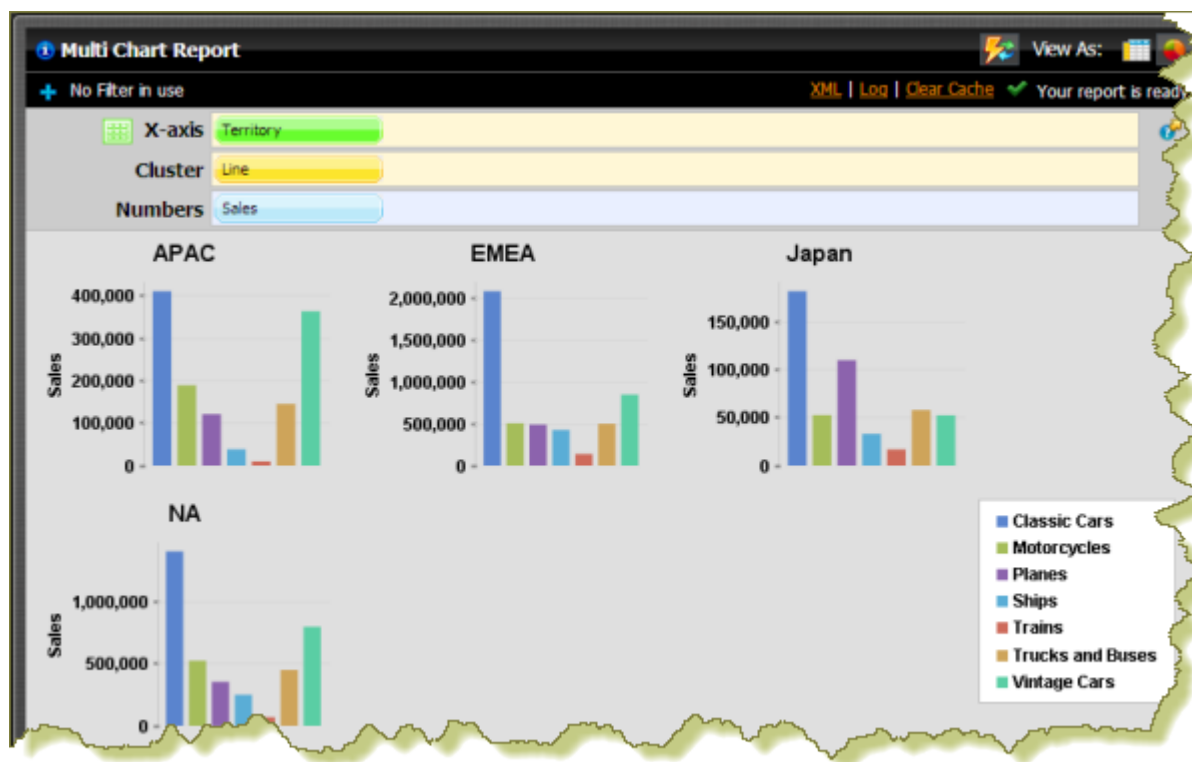 Multi Chart Report
View As:
No Filter in use
XML | Log | Clear Cache
Your report is ready
X-axis
Territory
Cluster
Line
Numbers
Sales
APAC
Sales
400,000
300,000
200,000
100,000
0
EMEA
Sales
2,000,000
1,500,000
1,000,000
500,000
0
Japan
Sales
150,000
100,000
50,000
0
NA
Sales
1,000,000
500,000
0
Classic Cars
Motorcycles
Planes
Ships
Trains
Trucks and Buses
Vintage Cars